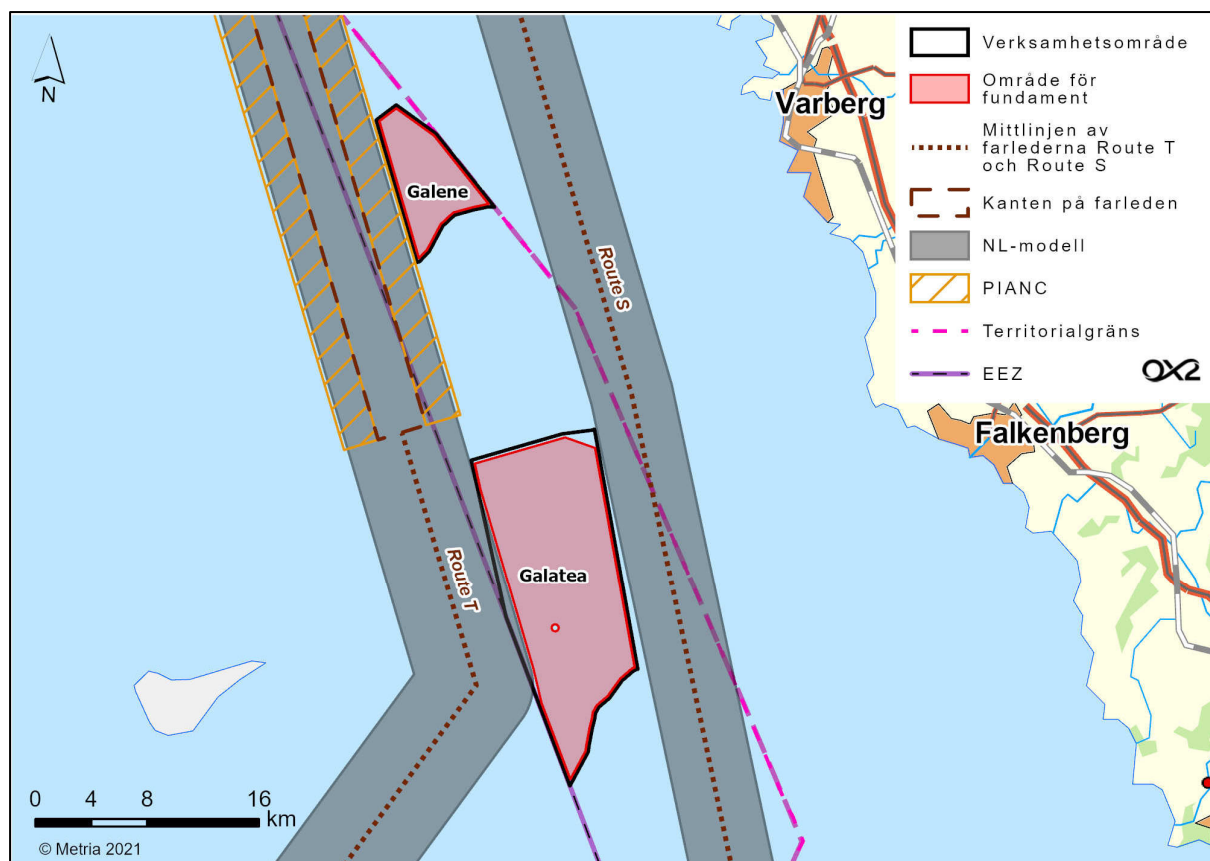 N
Varberg
Galene
Route S
Falkenberg
Galatea
Route T
Verksamhetsområde
Område för
fundament
Mittlinjen av
farlederna Route T
och Route S
Kanten på farleden
NL-modell
PIANC
Territorialgräns
EEZ
OX2
0 4 8 16
km
© Metria 2021